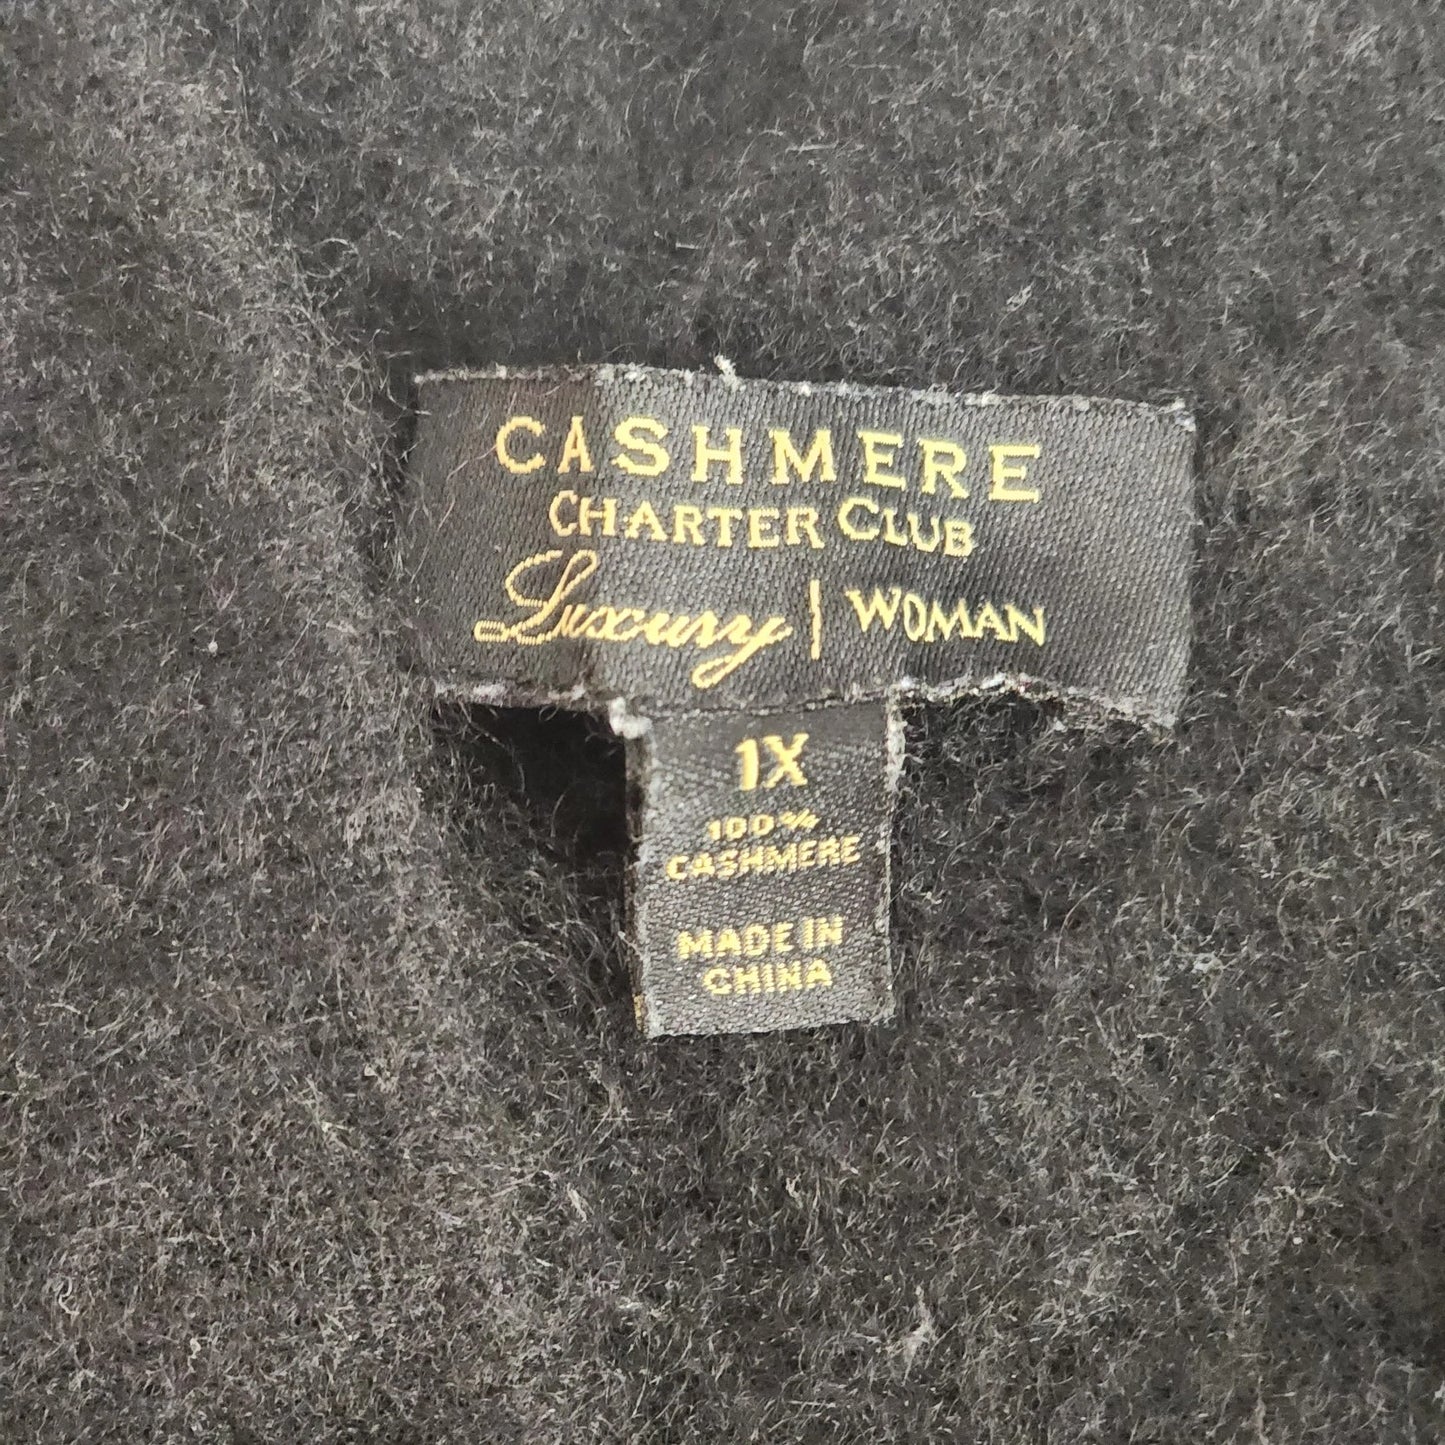 CASHMERE
CHARTER CLUB
Luxury | WOMAN
1X
100%
CASHMERE
MADE IN
CHINA